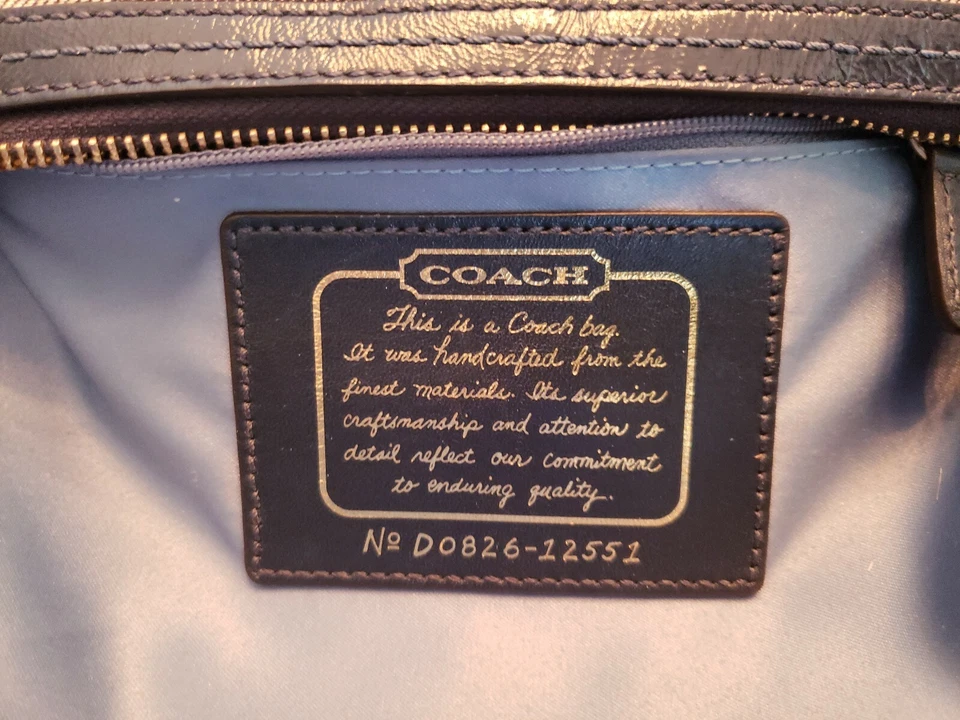 COACH
This is a Coach bag.
It was handcrafted from the
finest materials. Its superior
craftsmanship and attention to
detail reflect our commitment
to enduring quality.
Nº D0826-12551